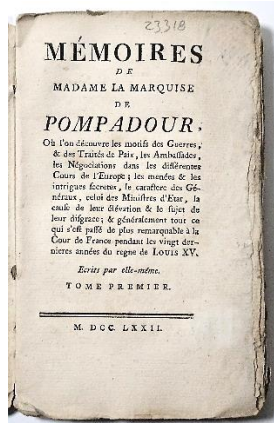 23318
MÉMOIRES
DE
MADAME LA MARQUISE
DE
POMPADOUR,
Où l'on découvre les motifs des Guerres,
& des Traités de Paix, les Ambassades,
les Négociations dans les différentes
Cours de l'Europe ; les menées & les
intrigues secretes, le caractere des Gé-
néraux, celui des Ministres d'Etat, la
cause de leur élévation & le sujet de
leur disgrace ; & généralement tout ce
qui s'est passé de plus remarquable à la
Cour de France pendant les vingt der-
nieres années du regne de LOUIS XV.
Ecrits par elle-même.
TOME PREMIER.
M. DCC. LXXII.